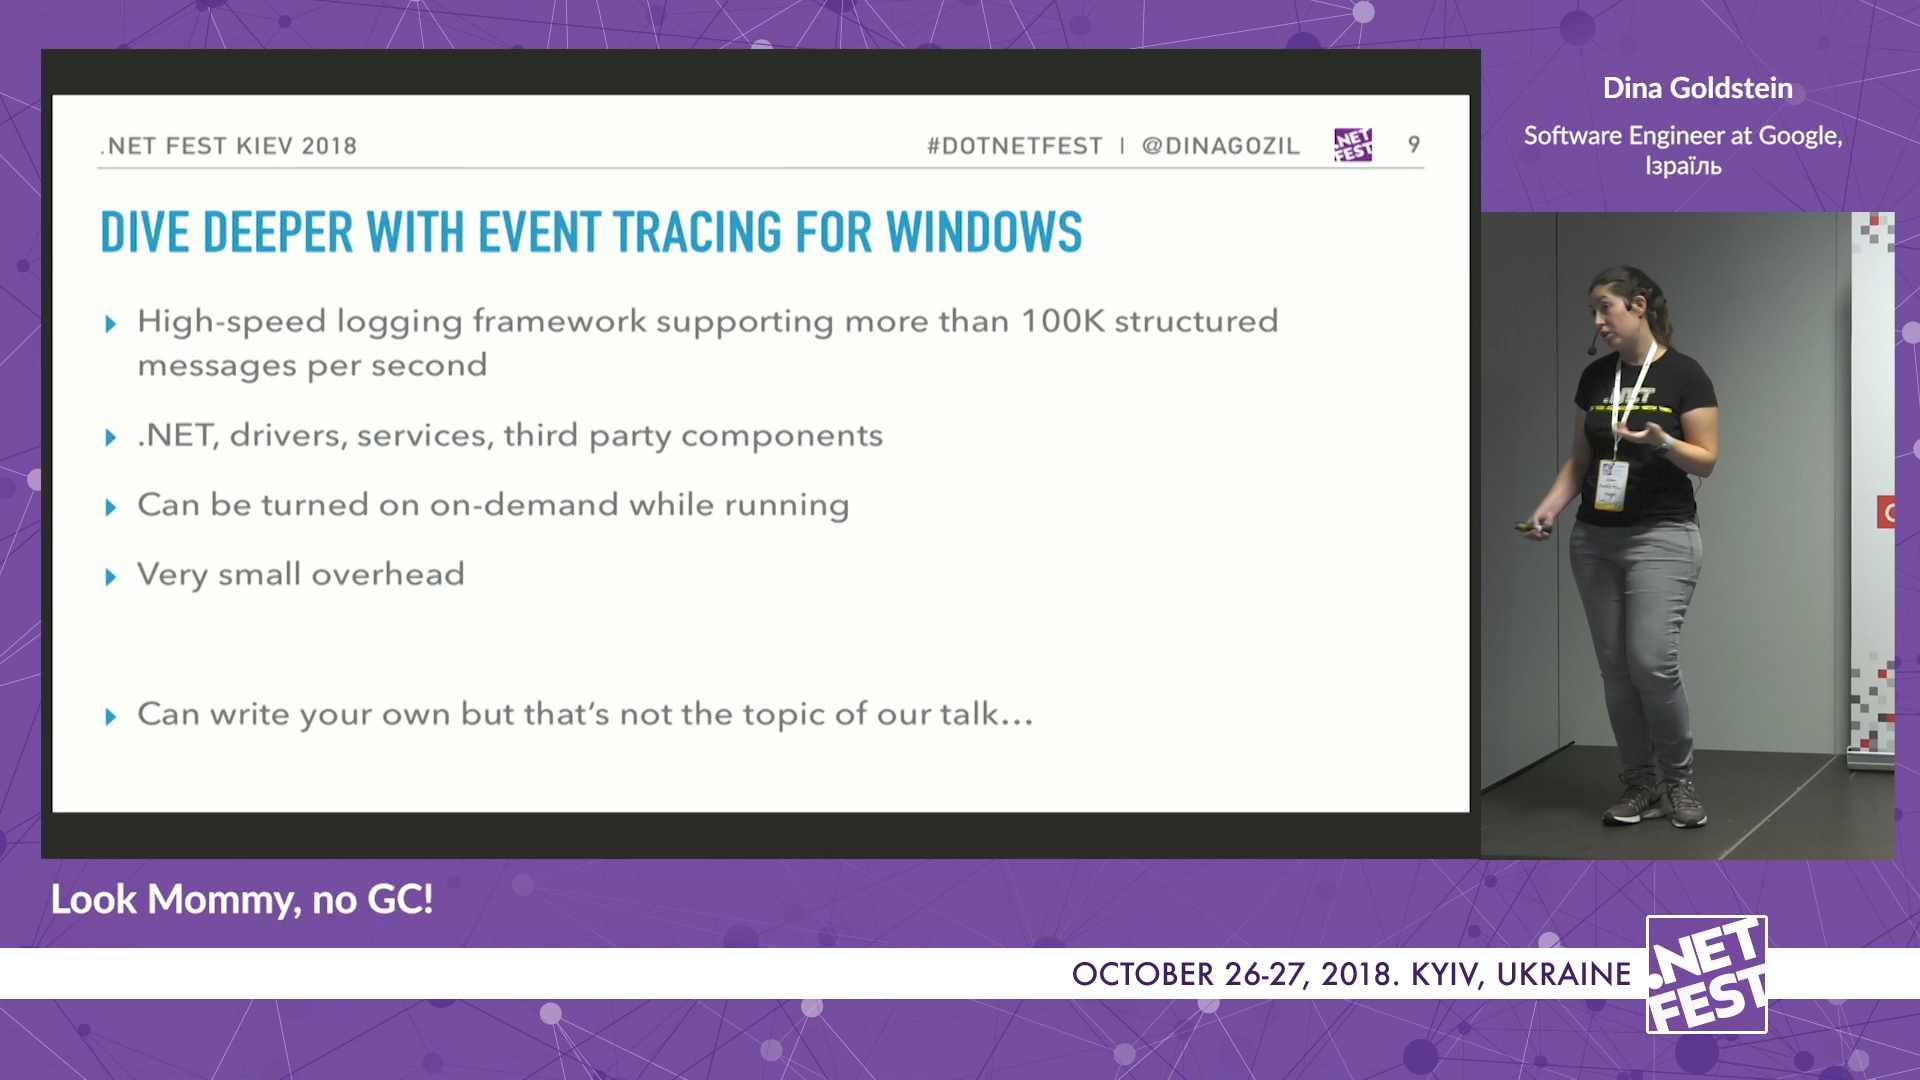 Dina Goldstein
Software Engineer at Google,
Ізраїль
.NET FEST KIEV 2018
#DOTNETFEST | @DINAGOZIL
.NET
FEST
9
DIVE DEEPER WITH EVENT TRACING FOR WINDOWS
High-speed logging framework supporting more than 100K structured
messages per second
.NET, drivers, services, third party components
Can be turned on on-demand while running
Very small overhead
Can write your own but that's not the topic of our talk...
.NET
Look Mommy, no GC!
OCTOBER 26-27, 2018. KYIV, UKRAINE
.NET
FEST